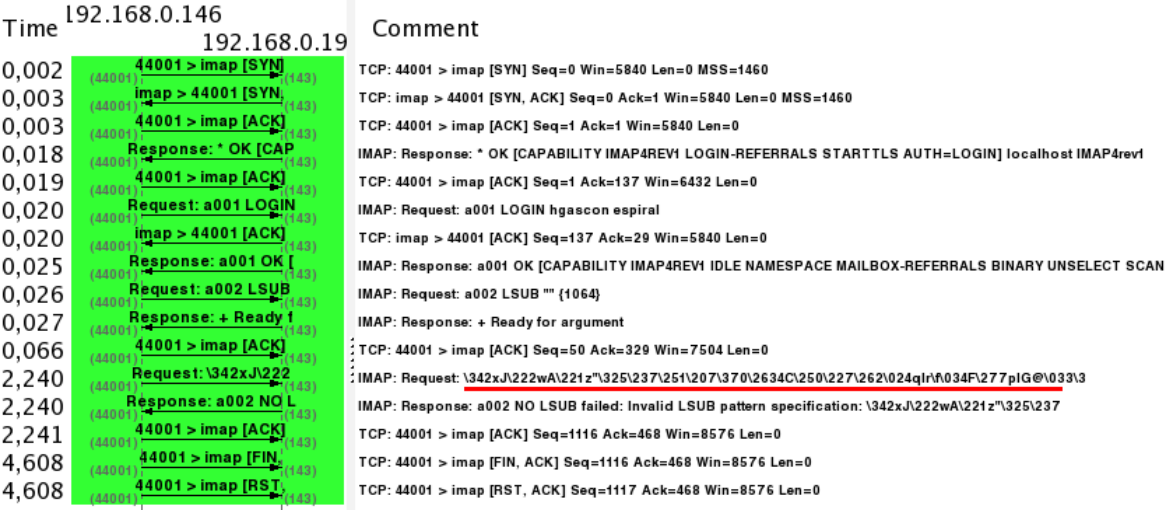 192.168.0.146
Time 192.168.0.19 Comment
0,002 44001 > imap [SYN] (44001) (143) TCP: 44001 > imap [SYN] Seq=0 Win=5840 Len=0 MSS=1460
0,003 imap > 44001 [SYN, (44001) (143) TCP: imap > 44001 [SYN, ACK] Seq=0 Ack=1 Win=5840 Len=0 MSS=1460
0,003 44001 > imap [ACK] (44001) (143) TCP: 44001 > imap [ACK] Seq=1 Ack=1 Win=5840 Len=0
0,018 Response: * OK [CAP (44001) (143) IMAP: Response: * OK [CAPABILITY IMAP4REV1 LOGIN-REFERRALS STARTTLS AUTH=LOGIN] localhost IMAP4rev1
0,019 44001 > imap [ACK] (44001) (143) TCP: 44001 > imap [ACK] Seq=1 Ack=137 Win=6432 Len=0
0,020 Request: a001 LOGIN (44001) (143) IMAP: Request: a001 LOGIN hgascon espiral
0,020 imap > 44001 [ACK] (44001) (143) TCP: imap > 44001 [ACK] Seq=137 Ack=29 Win=5840 Len=0
0,025 Response: a001 OK [ (44001) (143) IMAP: Response: a001 OK [CAPABILITY IMAP4REV1 IDLE NAMESPACE MAILBOX-REFERRALS BINARY UNSELECT SCAN
0,026 Request: a002 LSUB (44001) (143) IMAP: Request: a002 LSUB "" {1064}
0,027 Response: + Ready f (44001) (143) IMAP: Response: + Ready for argument
0,066 44001 > imap [ACK] (44001) (143) TCP: 44001 > imap [ACK] Seq=50 Ack=329 Win=7504 Len=0
2,240 Request: \342xJ\222 (44001) (143) IMAP: Request: \342xJ\222wA\221z"\325\237\251\207\370\2634C\250\227\262\024qIr\f\034F\277pIG@\033\3
2,240 Response: a002 NO L (44001) (143) IMAP: Response: a002 NO LSUB failed: Invalid LSUB pattern specification: \342xJ\222wA\221z"\325\237
2,241 44001 > imap [ACK] (44001) (143) TCP: 44001 > imap [ACK] Seq=1116 Ack=468 Win=8576 Len=0
4,608 44001 > imap [FIN, (44001) (143) TCP: 44001 > imap [FIN, ACK] Seq=1116 Ack=468 Win=8576 Len=0
4,608 44001 > imap [RST, (44001) (143) TCP: 44001 > imap [RST, ACK] Seq=1117 Ack=468 Win=8576 Len=0